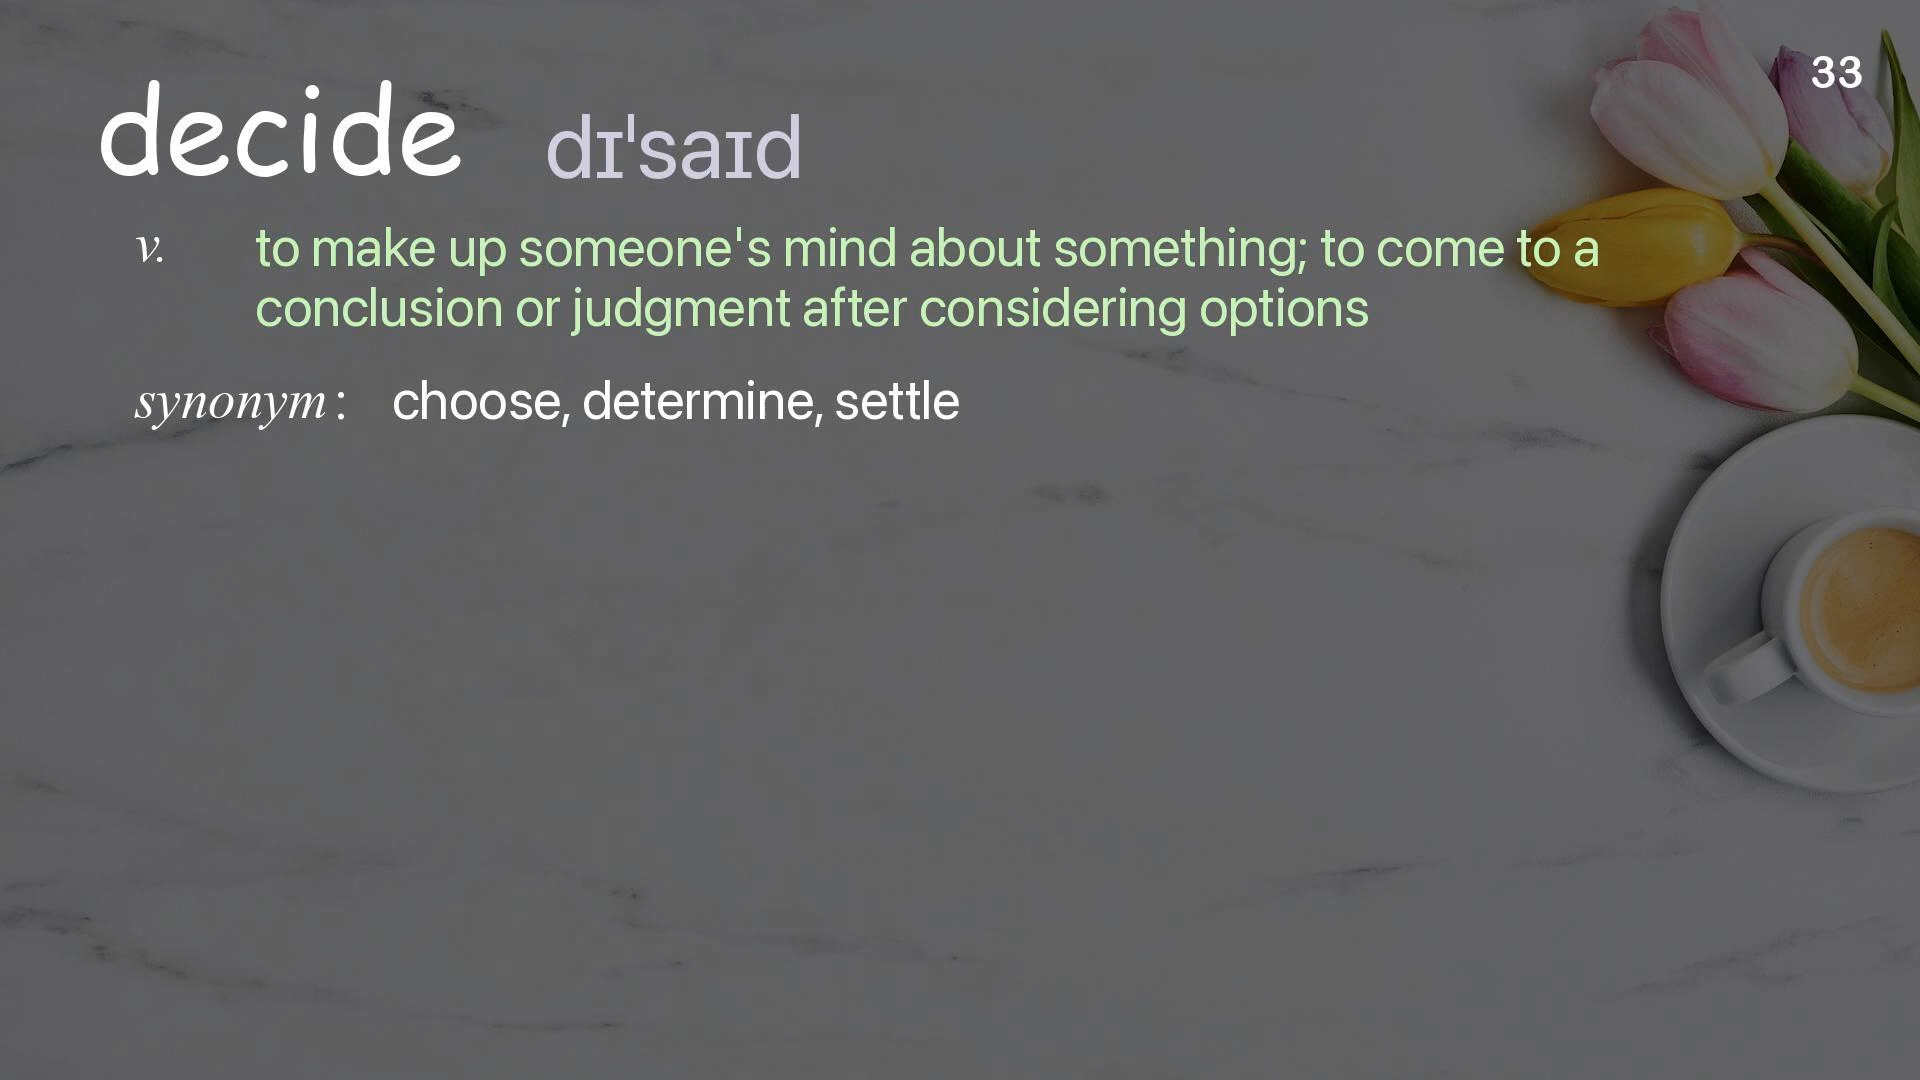 33
decide dɪˈsaɪd
v. to make up someone's mind about something; to come to a
conclusion or judgment after considering options
synonym : choose, determine, settle